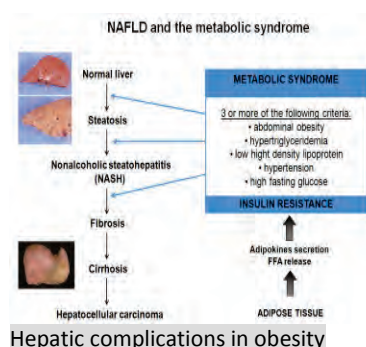 NAFLD and the metabolic syndrome
Normal liver
Steatosis
Nonalcoholic steatohepatitis
(NASH)
Fibrosis
Cirrhosis
Hepatocellular carcinoma
METABOLIC SYNDROME
3 or more of the following criteria:
• abdominal obesity
• hypertriglyceridemia
• low hight density lipoprotein
• hypertension
• high fasting glucose
INSULIN RESISTANCE
Adipokines secretion
FFA release
ADIPOSE TISSUE
Hepatic complications in obesity